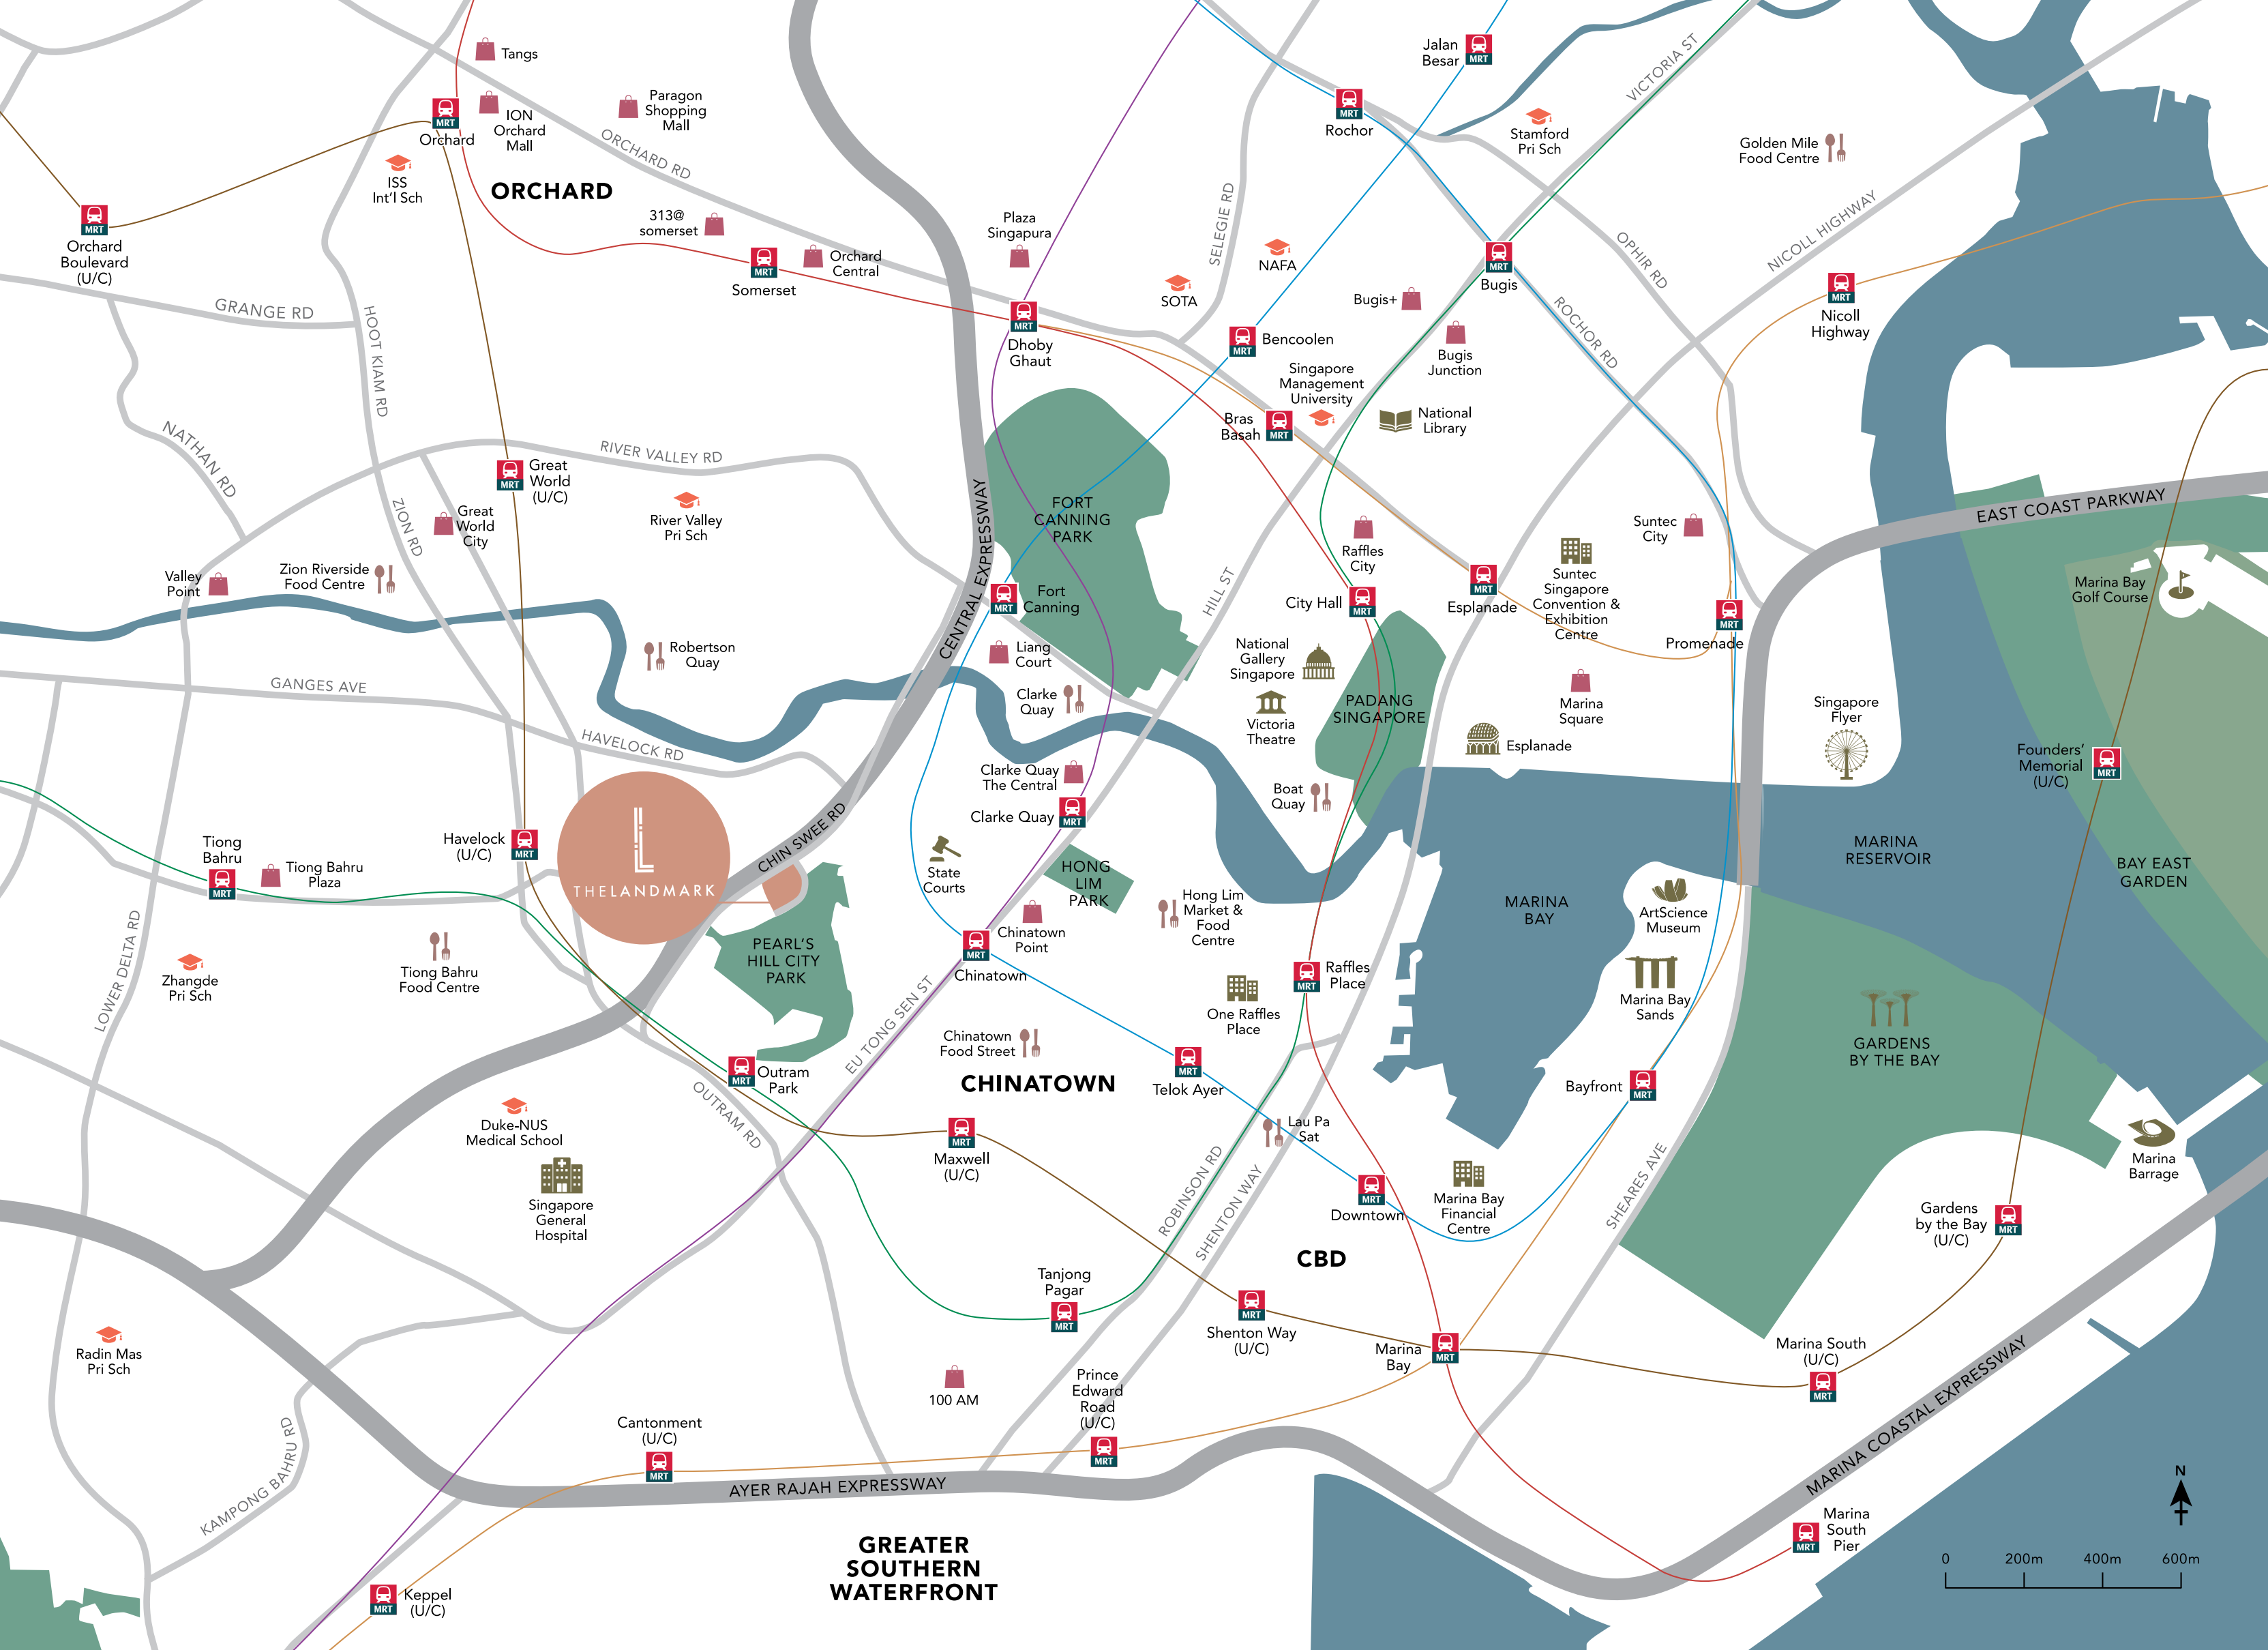 Tangs
Jalan
Besar
MRT
VICTORIA ST
Paragon
Shopping
Mall
ION
Orchard
Mall
MRT
Orchard
ORCHARD RD
MRT
Rochor
Stamford
Pri Sch
Golden Mile
Food Centre
ISS
Int'l Sch
ORCHARD
MRT
Orchard
Boulevard
(U/C)
313@
somerset
MRT
Somerset
Orchard
Central
Plaza
Singapura
SELEGIE RD
NAFA
SOTA
MRT
Bugis
OPHIR RD
NICOLL HIGHWAY
MRT
Nicoll
Highway
GRANGE RD
HOOT KIAM RD
MRT
Dhoby
Ghaut
MRT
Bencoolen
Bugis+
Bugis
Junction
ROCHOR RD
Singapore
Management
University
Bras
Basah
MRT
National
Library
NATHAN RD
RIVER VALLEY RD
MRT
Great
World
(U/C)
Great
World
City
ZION RD
River Valley
Pri Sch
CENTRAL EXPRESSWAY
FORT
CANNING
PARK
Raffles
City
Suntec
City
EAST COAST PARKWAY
Valley
Point
Zion Riverside
Food Centre
MRT
Fort
Canning
HILL ST
City Hall
MRT
MRT
Esplanade
Suntec
Singapore
Convention &
Exhibition
Centre
MRT
Promenade
Marina Bay
Golf Course
Robertson
Quay
Liang
Court
National
Gallery
Singapore
GANGES AVE
Clarke
Quay
Victoria
Theatre
PADANG
SINGAPORE
Marina
Square
Esplanade
Singapore
Flyer
Founders'
Memorial
(U/C)
MRT
HAVELOCK RD
Clarke Quay
The Central
Clarke Quay
MRT
Boat
Quay
Havelock
(U/C)
MRT
THELANDMARK
CHIN SWEE RD
Tiong
Bahru
MRT
Tiong Bahru
Plaza
State
Courts
HONG
LIM
PARK
MARINA
RESERVOIR
BAY EAST
GARDEN
Hong Lim
Market &
Food
Centre
MARINA
BAY
ArtScience
Museum
LOWER DELTA RD
Zhangde
Pri Sch
Tiong Bahru
Food Centre
PEARL'S
HILL CITY
PARK
Chinatown
Point
MRT
Chinatown
MRT
Raffles
Place
One Raffles
Place
Marina Bay
Sands
EU TONG SEN ST
Chinatown
Food Street
GARDENS
BY THE BAY
CHINATOWN
MRT
Telok Ayer
MRT
Outram
Park
OUTRAM RD
Bayfront
MRT
Duke-NUS
Medical School
Lau Pa
Sat
MRT
Maxwell
(U/C)
Marina
Barrage
Singapore
General
Hospital
ROBINSON RD
SHENTON WAY
MRT
Downtown
Marina Bay
Financial
Centre
SHEARES AVE
Gardens
by the Bay
(U/C)
MRT
CBD
Tanjong
Pagar
MRT
MRT
Shenton Way
(U/C)
Marina
Bay
MRT
Marina South
(U/C)
MRT
Radin Mas
Pri Sch
100 AM
Prince
Edward
Road
(U/C)
MRT
Cantonment
(U/C)
MRT
KAMPONG BAHRU RD
AYER RAJAH EXPRESSWAY
MARINA COASTAL EXPRESSWAY
MRT
Marina
South
Pier
N
0 200m 400m 600m
GREATER
SOUTHERN
WATERFRONT
MRT
Keppel
(U/C)